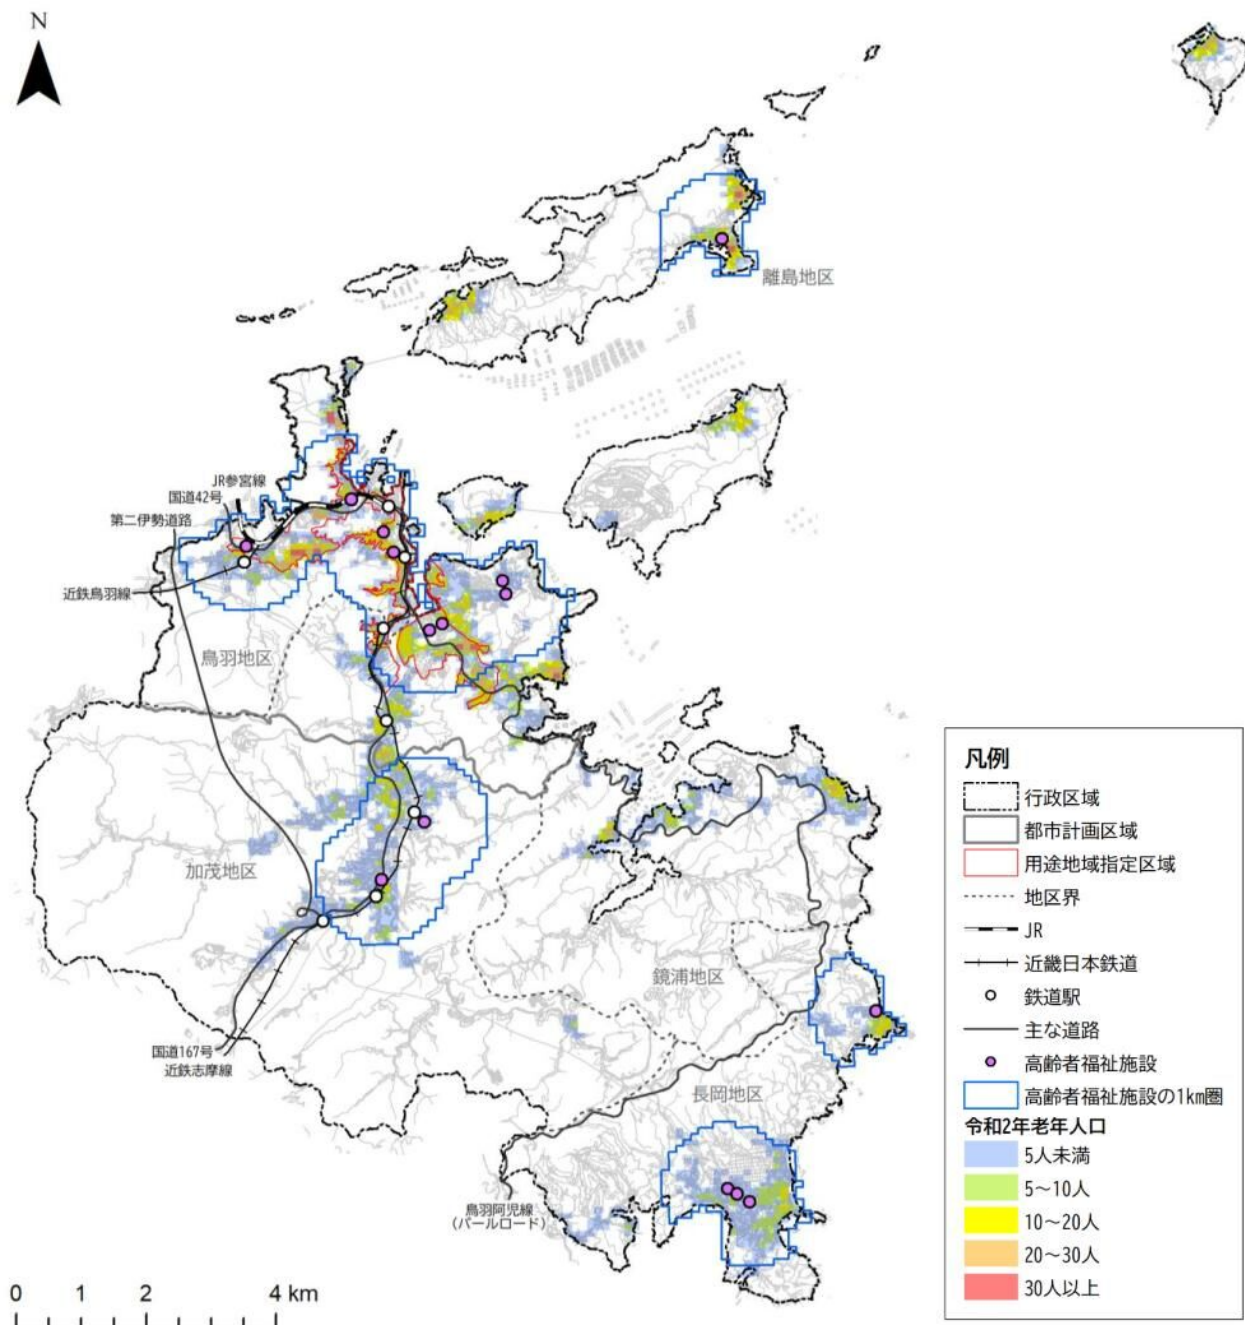 N
離島地区
JR参宮線
国道42号
第二伊勢道路
近鉄鳥羽線
鳥羽地区
加茂地区
鏡浦地区
国道167号
近鉄志摩線
長岡地区
鳥羽阿児線
(パールロード)
凡例
行政区域
都市計画区域
用途地域指定区域
地区界
JR
近畿日本鉄道
鉄道駅
主な道路
高齢者福祉施設
高齢者福祉施設の1km圏
令和2年老年人口
5人未満
5~10人
10~20人
20~30人
30人以上
0 1 2 4 km